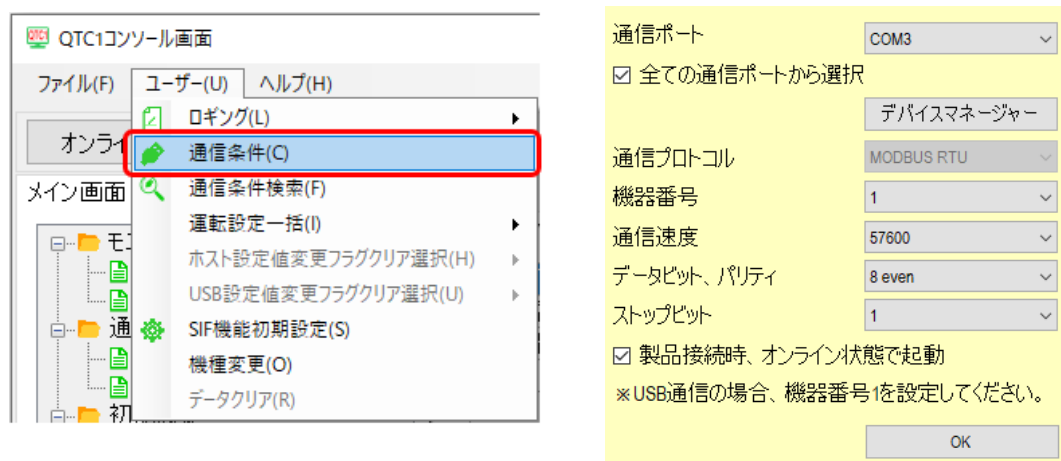 QTC1コンソール画面
ファイル(F) ユーザー(U) ヘルプ(H)
オンライ
メイン画面
ロギング(L)
通信条件(C)
通信条件検索(F)
運転設定一括(I)
ホスト設定値変更フラグクリア選択(H)
USB設定値変更フラグクリア選択(U)
SIF機能初期設定(S)
機種変更(O)
データクリア(R)
モニ
通
初
通信ポート COM3
全ての通信ポートから選択
デバイスマネージャー
通信プロトコル MODBUS RTU
機器番号 1
通信速度 57600
データビット、パリティ 8 even
ストップビット 1
製品接続時、オンライン状態で起動
※USB通信の場合、機器番号1を設定してください。
OK